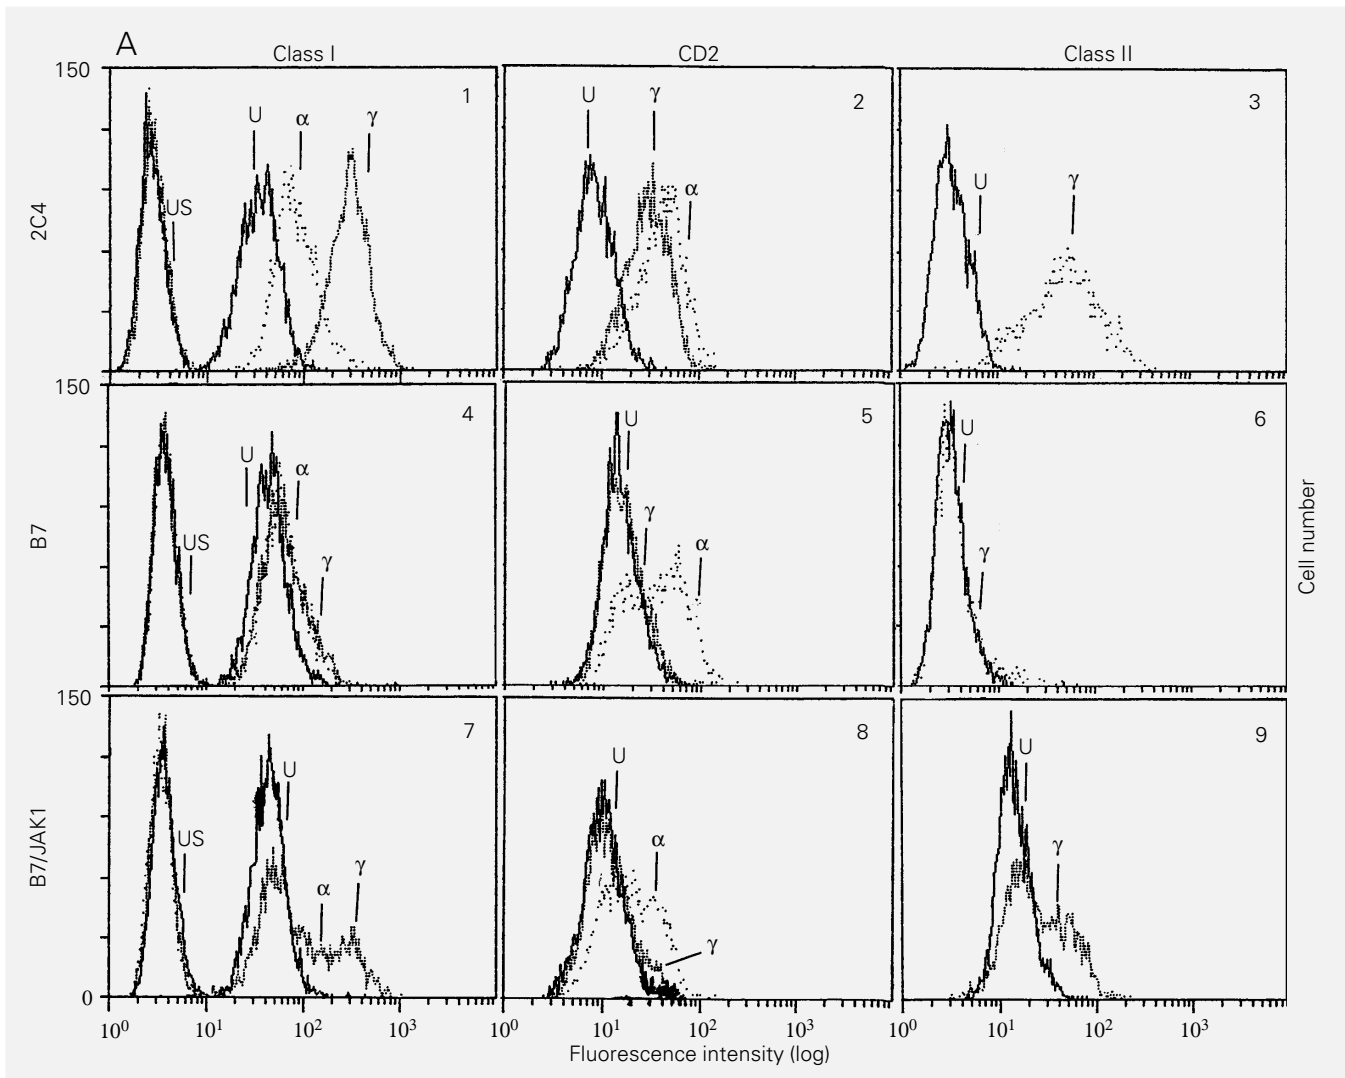 A
Class I
CD2
Class II
150
2C4
1
US
U
α
γ
2
U
γ
α
3
U
γ
150
B7
4
US
U
α
γ
5
U
γ
α
6
U
γ
Cell number
150
B7/JAK1
0
7
US
U
α
γ
8
U
α
γ
9
U
γ
10⁰ 10¹ 10² 10³ 10⁰ 10¹ 10² 10³ 10⁰ 10¹ 10² 10³
Fluorescence intensity (log)